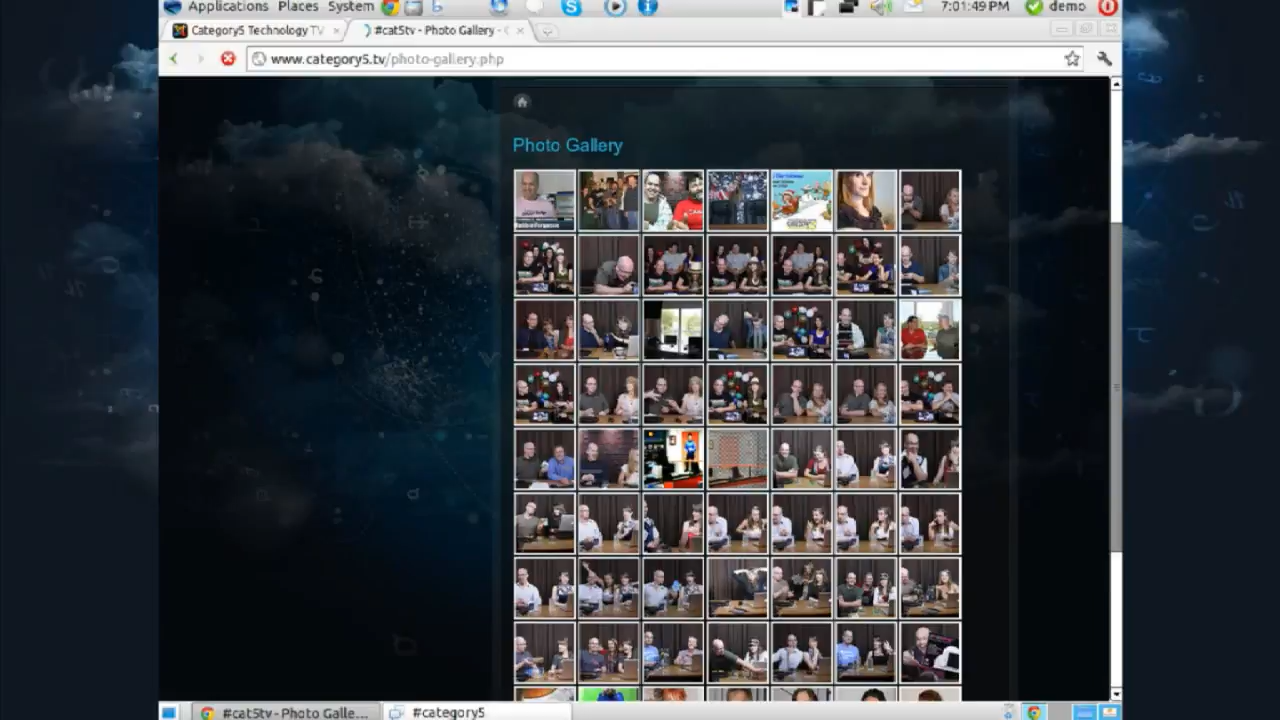 Applications Places System 7:01:49 PM demo
Category5 Technology TV
#cat5tv - Photo Gallery -
www.category5.tv/photo-gallery.php
Photo Gallery
#cat5tv - Photo Galle...
#category5